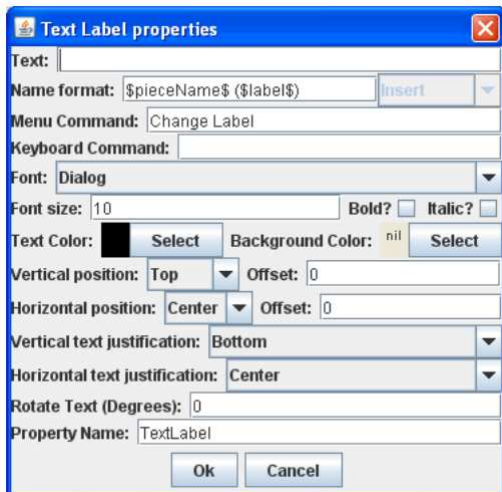 Text Label properties
Text:
Name format: $pieceName$ ($label$) Insert
Menu Command: Change Label
Keyboard Command:
Font: Dialog
Font size: 10 Bold? Italic?
Text Color: Select Background Color: nil Select
Vertical position: Top Offset: 0
Horizontal position: Center Offset: 0
Vertical text justification: Bottom
Horizontal text justification: Center
Rotate Text (Degrees): 0
Property Name: TextLabel
Ok Cancel